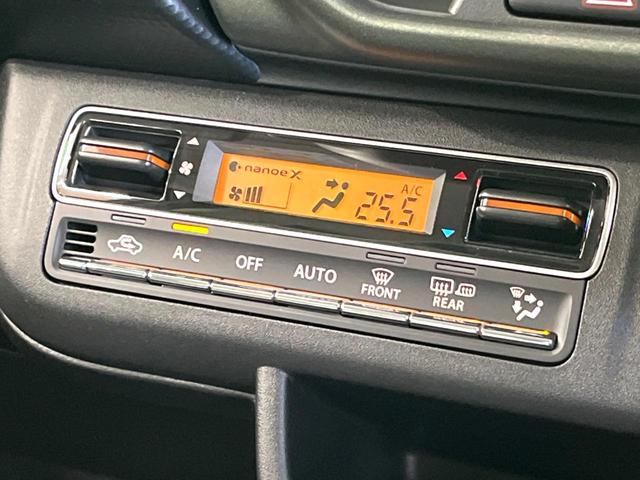 nanoe X
A/C
25.5
A/C
OFF
AUTO
FRONT
REAR